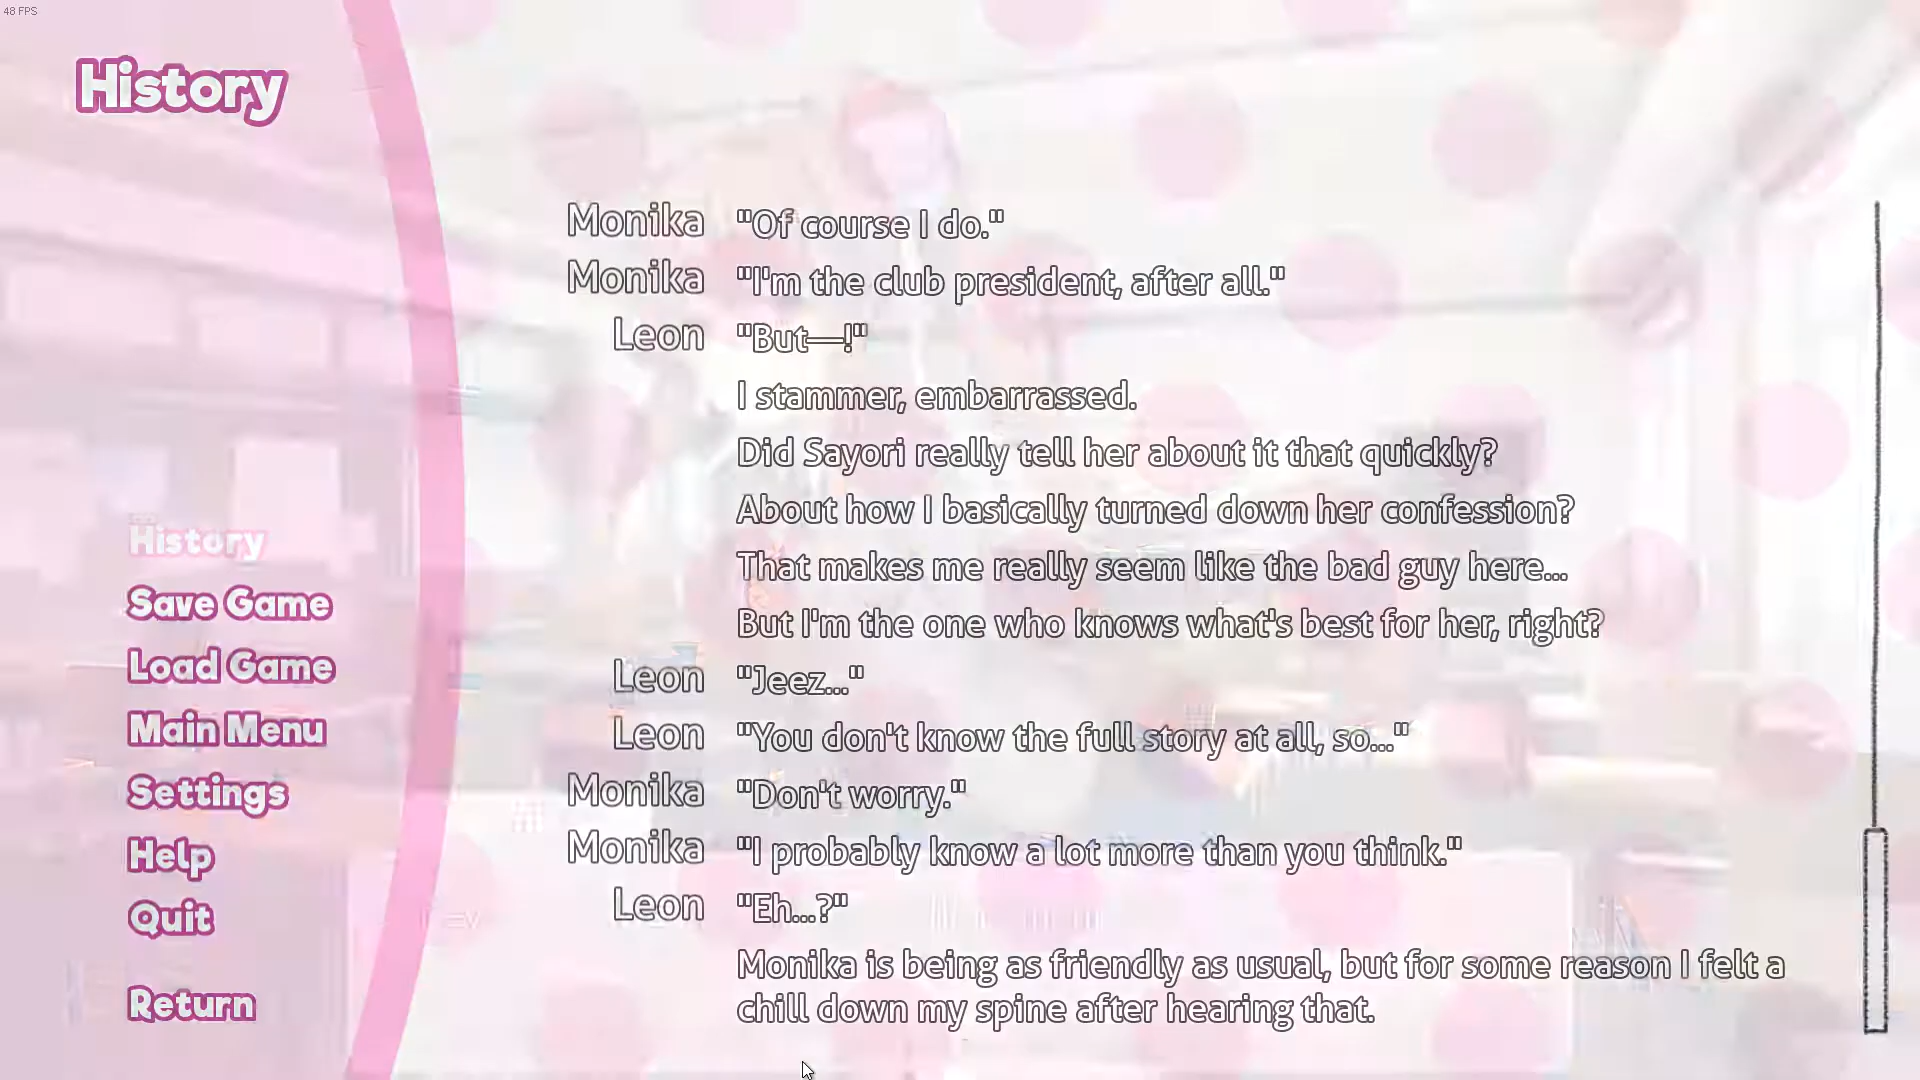 48 FPS
History
Monika "Of course I do."
Monika "I'm the club president, after all."
Leon "But—!"
I stammer, embarrassed.
Did Sayori really tell her about it that quickly?
About how I basically turned down her confession?
That makes me really seem like the bad guy here...
But I'm the one who knows what's best for her, right?
Leon "Jeez..."
Leon "You don't know the full story at all, so..."
Monika "Don't worry."
Monika "I probably know a lot more than you think."
Leon "Eh...?"
Monika is being as friendly as usual, but for some reason I felt a
chill down my spine after hearing that.
History
Save Game
Load Game
Main Menu
Settings
Help
Quit
Return